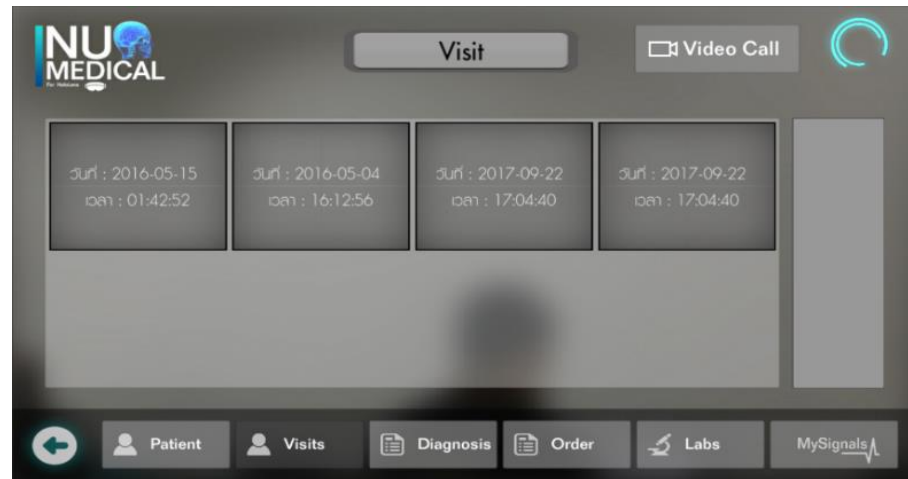 NU
MEDICAL
Visit
Video Call
วันที่ : 2016-05-15
เวลา : 01:42:52
วันที่ : 2016-05-04
เวลา : 16:12:56
วันที่ : 2017-09-22
เวลา : 17:04:40
วันที่ : 2017-09-22
เวลา : 17:04:40
Patient
Visits
Diagnosis
Order
Labs
MySignals